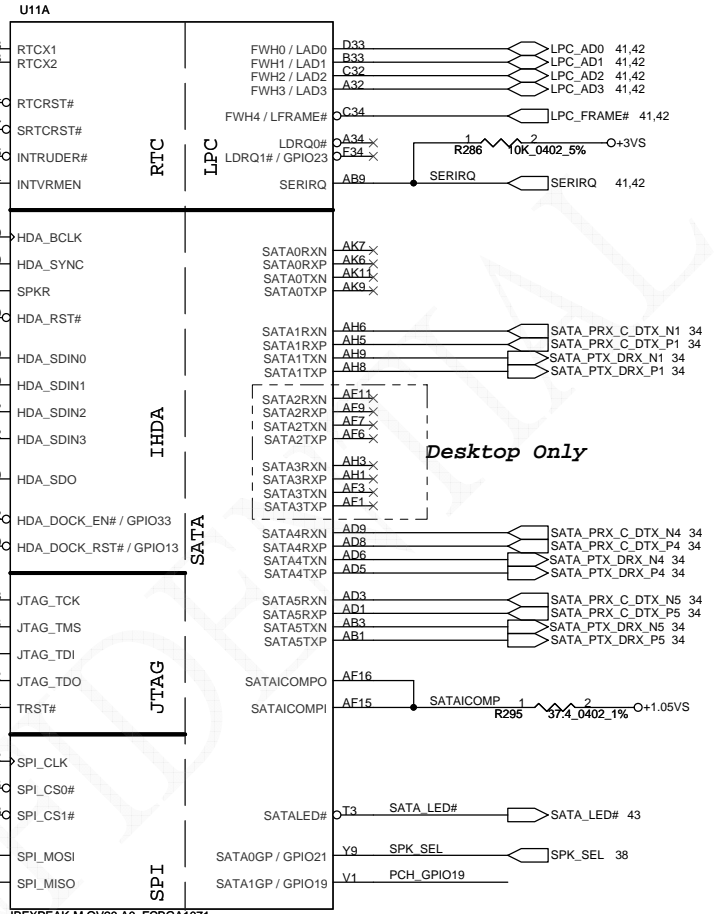 U11A
RTCX1
RTCX2
RTCRST#
SRTCRST#
INTRUDER#
INTVRMEN
RTC
LPC
FWH0 / LAD0 D33 LPC_AD0 41,42
FWH1 / LAD1 B33 LPC_AD1 41,42
FWH2 / LAD2 C32 LPC_AD2 41,42
FWH3 / LAD3 A32 LPC_AD3 41,42
FWH4 / LFRAME# C34 LPC_FRAME# 41,42
LDRQ0# A34
LDRQ1# / GPIO23 F34
1 2 +3VS
R286 10K_0402_5%
SERIRQ AB9 SERIRQ SERIRQ 41,42
HDA_BCLK
HDA_SYNC
SPKR
HDA_RST#
HDA_SDIN0
HDA_SDIN1
HDA_SDIN2
HDA_SDIN3
HDA_SDO
HDA_DOCK_EN# / GPIO33
HDA_DOCK_RST# / GPIO13
IHDA
SATA
SATA0RXN AK7
SATA0RXP AK6
SATA0TXN AK11
SATA0TXP AK9
SATA1RXN AH6 SATA_PRX_C_DTX_N1 34
SATA1RXP AH5 SATA_PRX_C_DTX_P1 34
SATA1TXN AH9 SATA_PTX_DRX_N1 34
SATA1TXP AH8 SATA_PTX_DRX_P1 34
SATA2RXN AF11
SATA2RXP AF9
SATA2TXN AF7
SATA2TXP AF6
Desktop Only
SATA3RXN AH3
SATA3RXP AH1
SATA3TXN AF3
SATA3TXP AF1
SATA4RXN AD9 SATA_PRX_C_DTX_N4 34
SATA4RXP AD8 SATA_PRX_C_DTX_P4 34
SATA4TXN AD6 SATA_PTX_DRX_N4 34
SATA4TXP AD5 SATA_PTX_DRX_P4 34
SATA5RXN AD3 SATA_PRX_C_DTX_N5 34
SATA5RXP AD1 SATA_PRX_C_DTX_P5 34
SATA5TXN AB3 SATA_PTX_DRX_N5 34
SATA5TXP AB1 SATA_PTX_DRX_P5 34
JTAG_TCK
JTAG_TMS
JTAG_TDI
JTAG_TDO
TRST#
JTAG
SATAICOMPO AF16
SATAICOMPI AF15 SATAICOMP 1 2 +1.05VS
R295 37.4_0402_1%
SPI_CLK
SPI_CS0#
SPI_CS1#
SPI_MOSI
SPI_MISO
SPI
SATALED# T3 SATA_LED# SATA_LED# 43
SATA0GP / GPIO21 Y9 SPK_SEL SPK_SEL 38
SATA1GP / GPIO19 V1 PCH_GPIO19